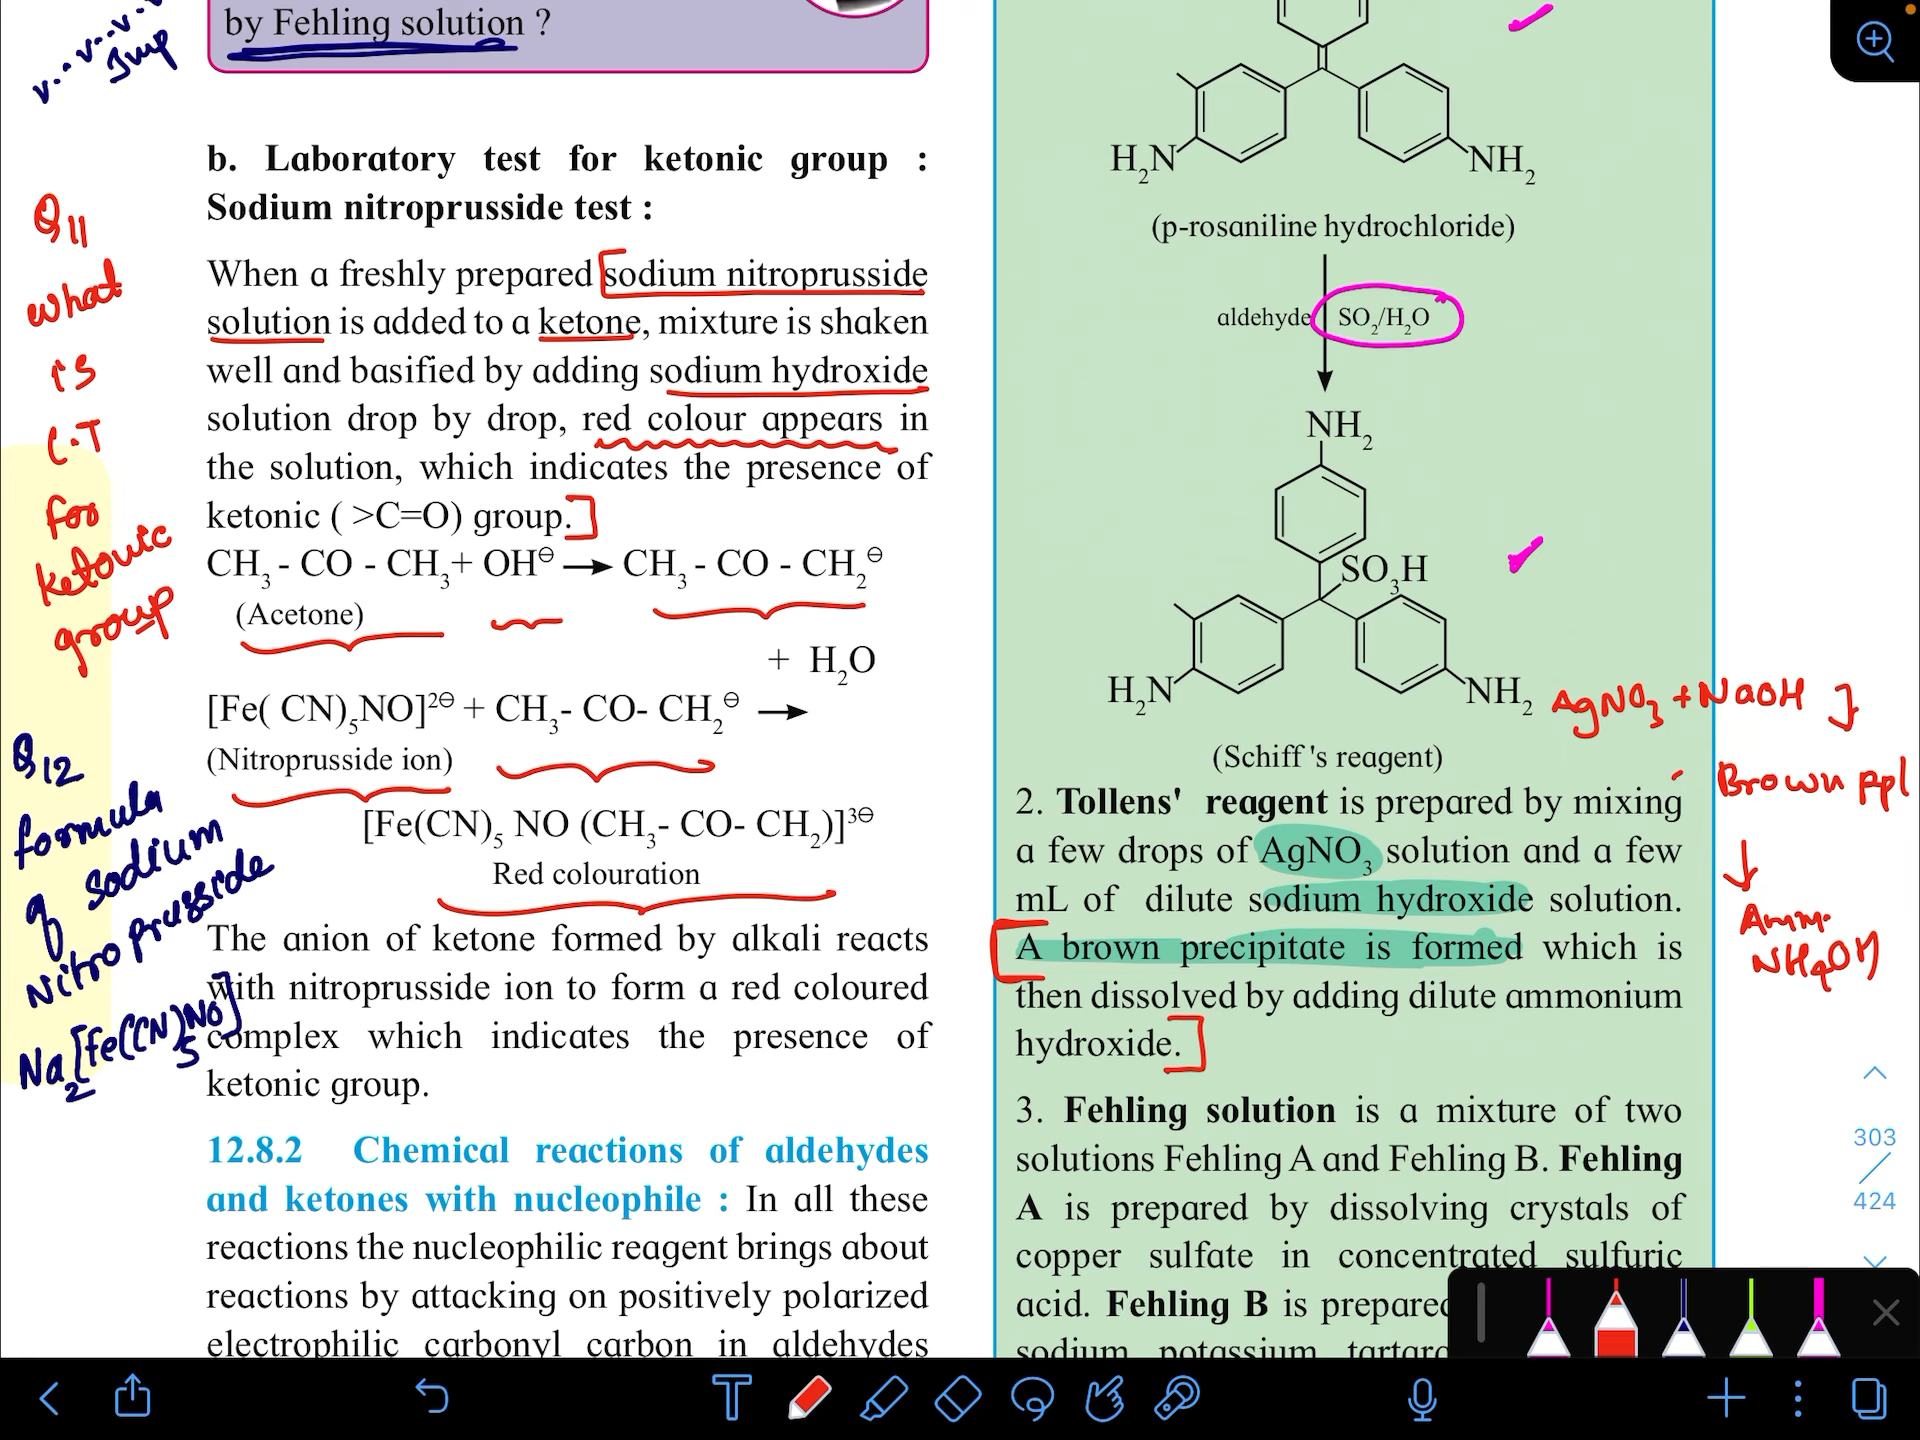 by Fehling solution ?
v...v..v.
Imp
b. Laboratory test for ketonic group :
Sodium nitroprusside test :
When a freshly prepared sodium nitroprusside
solution is added to a ketone, mixture is shaken
well and basified by adding sodium hydroxide
solution drop by drop, red colour appears in
the solution, which indicates the presence of
ketonic ( >C=O) group.
CH₃ - CO - CH₃+ OH⊖ → CH₃ - CO - CH₂⊖
(Acetone)
+ H₂O
[Fe( CN)₅NO]²⊖ + CH₃- CO- CH₂⊖ →
(Nitroprusside ion)
[Fe(CN)₅ NO (CH₃- CO- CH₂)]³⊖
Red colouration
The anion of ketone formed by alkali reacts
with nitroprusside ion to form a red coloured
complex which indicates the presence of
ketonic group.
12.8.2 Chemical reactions of aldehydes
and ketones with nucleophile : In all these
reactions the nucleophilic reagent brings about
reactions by attacking on positively polarized
electrophilic carbonyl carbon in aldehydes
Q11
what
is
L.T
for
ketonic
group
Q12
formula
of sodium
Nitroprusside
Na₂[Fe(CN)₅NO]
H₂N
NH₂
(p-rosaniline hydrochloride)
aldehyde SO₂/H₂O
NH₂
SO₃H
H₂N
NH₂
(Schiff 's reagent)
2. Tollens' reagent is prepared by mixing
a few drops of AgNO₃ solution and a few
mL of dilute sodium hydroxide solution.
A brown precipitate is formed which is
then dissolved by adding dilute ammonium
hydroxide.
3. Fehling solution is a mixture of two
solutions Fehling A and Fehling B. Fehling
A is prepared by dissolving crystals of
copper sulfate in concentrated sulfuric
acid. Fehling B is prepared
sodium potassium
AgNO₃ + NaOH ]
Brown ppt
↓
Amm.
NH₄OH
303
424
T